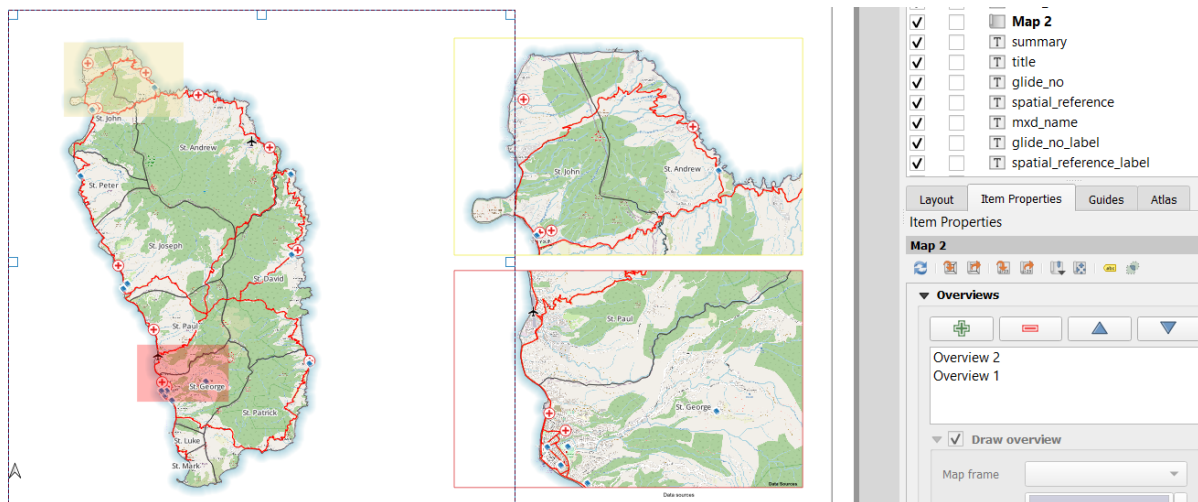 St. John
St. Andrew
St. Peter
St. Joseph
St. David
St. Paul
St. George
St. Patrick
St. Luke
St. Mark
St. John
St. Andrew
St. Paul
St. George
Data Sources
Data sources
Map 2
summary
title
glide_no
spatial_reference
mxd_name
glide_no_label
spatial_reference_label
Layout
Item Properties
Guides
Atlas
Item Properties
Map 2
abc
Overviews
Overview 2
Overview 1
Draw overview
Map frame